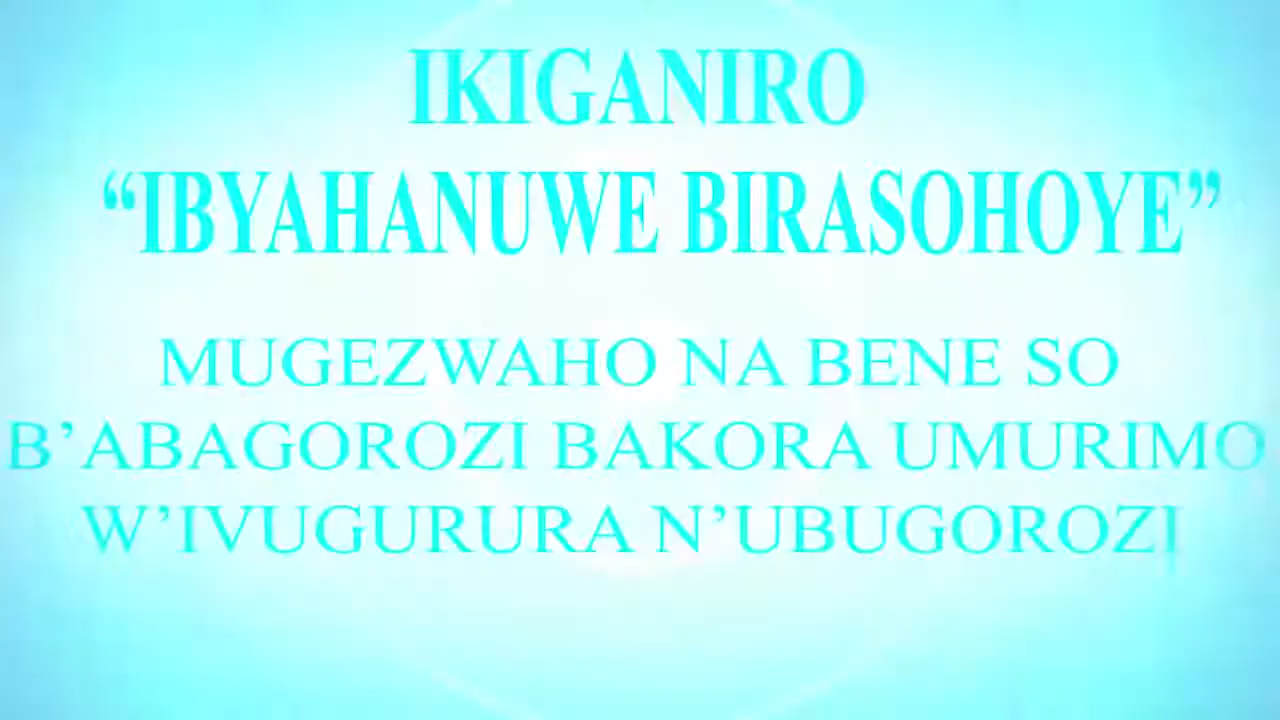 IKIGANIRO
“IBYAHANUWE BIRASOHOYE”
MUGEZWAHO NA BENE SO
B’ABAGOROZI BAKORA UMURIMO
W’IVUGURURA N’UBUGOROZI